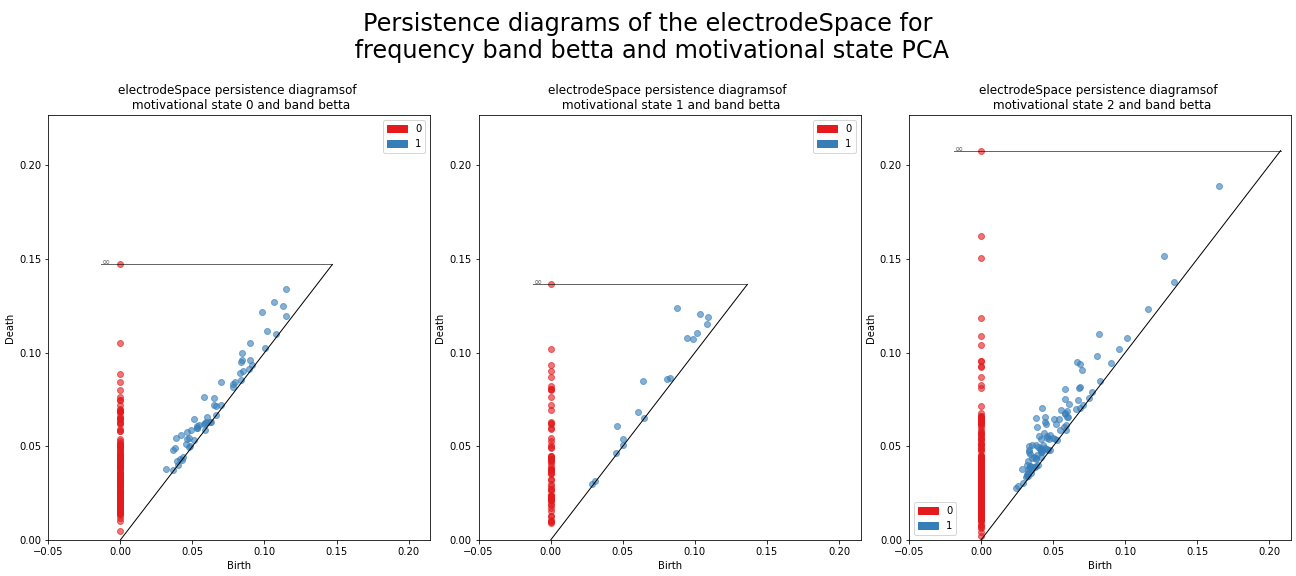 Persistence diagrams of the electrodeSpace for
frequency band betta and motivational state PCA
electrodeSpace persistence diagramsof
motivational state 0 and band betta
0
1
∞
0.20
0.15
0.10
0.05
0.00
Death
−0.05 0.00 0.05 0.10 0.15 0.20
Birth
electrodeSpace persistence diagramsof
motivational state 1 and band betta
0
1
∞
0.20
0.15
0.10
0.05
0.00
Death
−0.05 0.00 0.05 0.10 0.15 0.20
Birth
electrodeSpace persistence diagramsof
motivational state 2 and band betta
∞
0.20
0.15
0.10
0.05
0.00
Death
0
1
−0.05 0.00 0.05 0.10 0.15 0.20
Birth